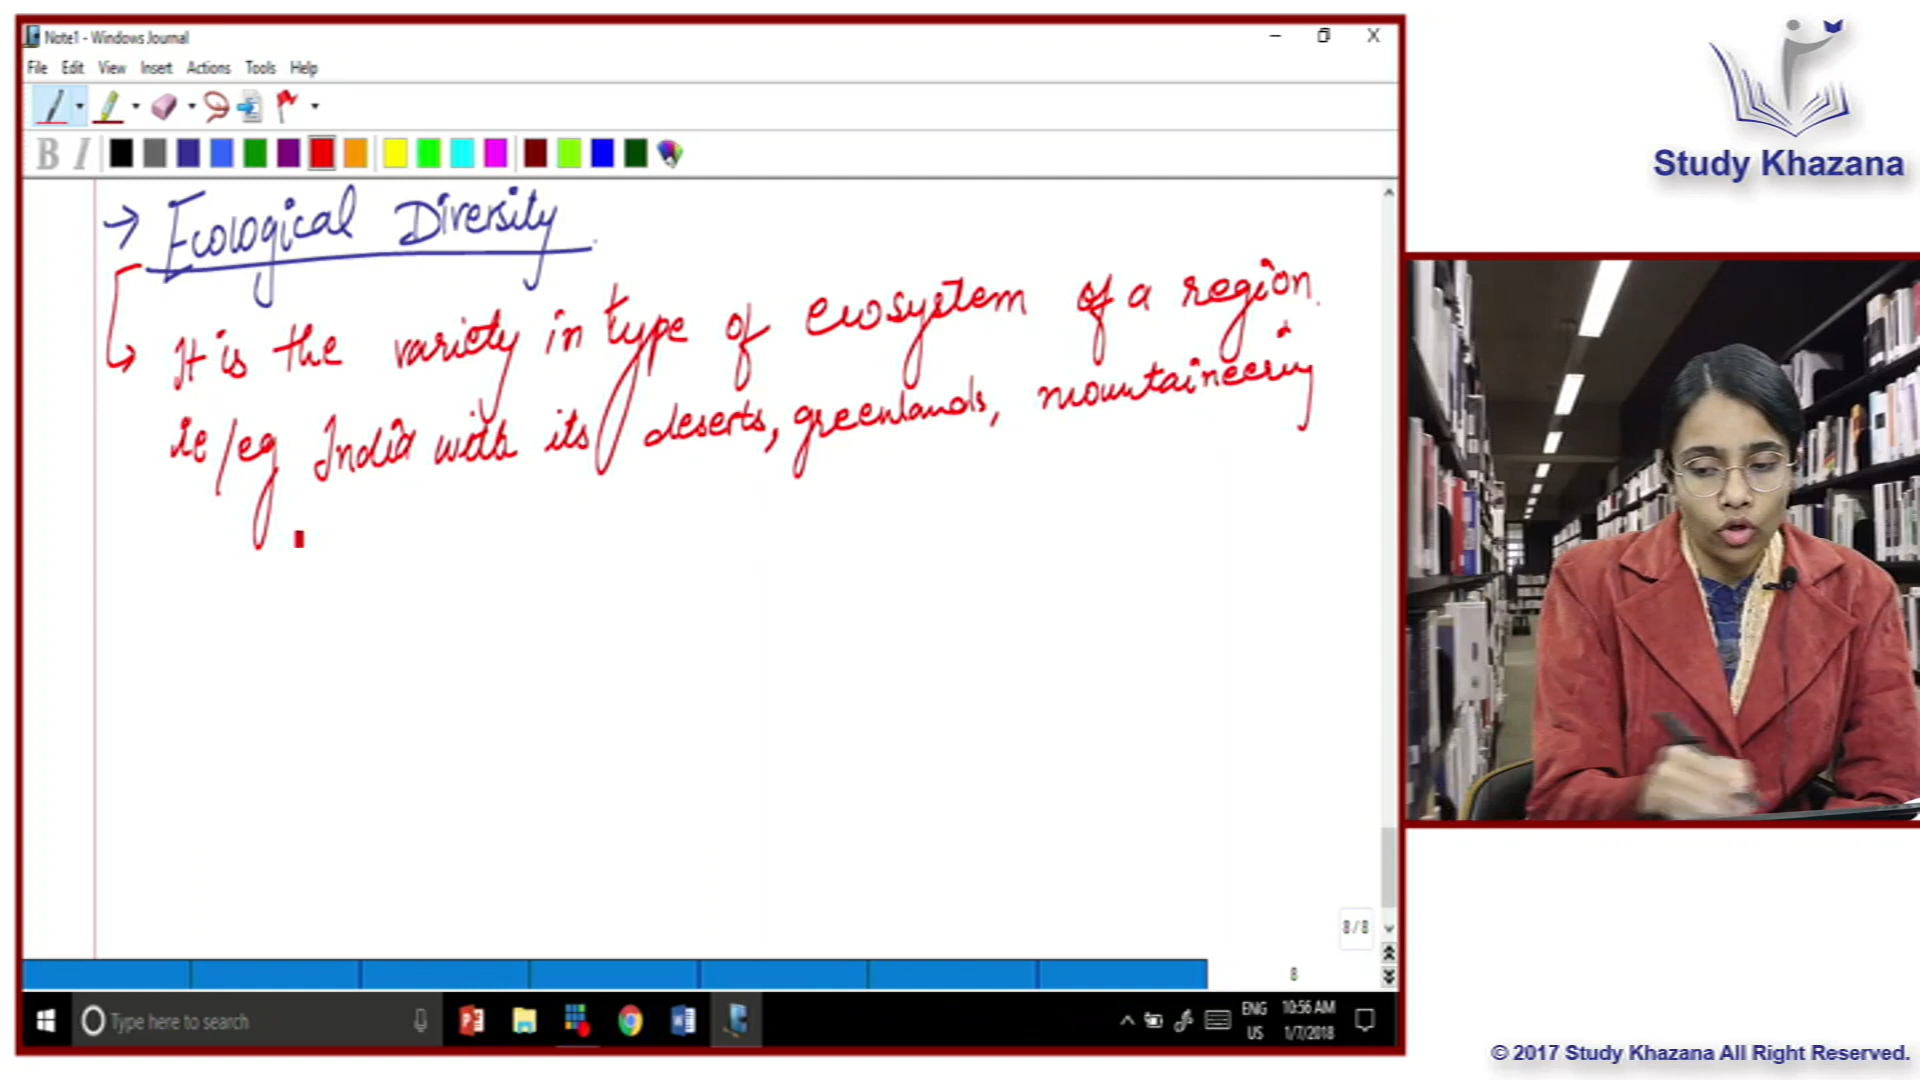 Note1 - Windows Journal
File Edit View Insert Actions Tools Help
B I
→ Ecological Diversity
It is the variety in type of ecosystem of a region.
ie/eg India with its deserts, greenlands, mountaineering
8 / 8
8
Type here to search
ENG
US
10:56 AM
1/7/2018
Study Khazana
© 2017 Study Khazana All Right Reserved.